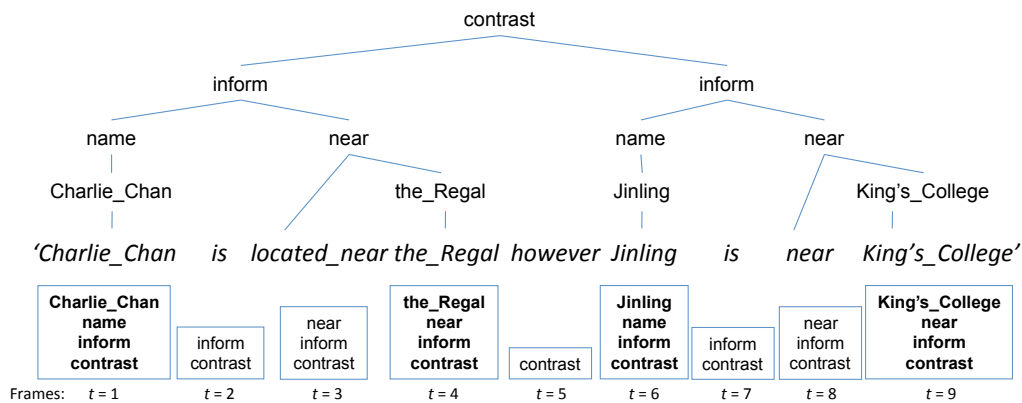 contrast
inform inform
name near name near
Charlie_Chan the_Regal Jinling King’s_College
‘Charlie_Chan is located_near the_Regal however Jinling is near King’s_College’
Charlie_Chan
name
inform
contrast
inform
contrast
near
inform
contrast
the_Regal
near
inform
contrast
contrast
Jinling
name
inform
contrast
inform
contrast
near
inform
contrast
King’s_College
near
inform
contrast
Frames: t = 1 t = 2 t = 3 t = 4 t = 5 t = 6 t = 7 t = 8 t = 9